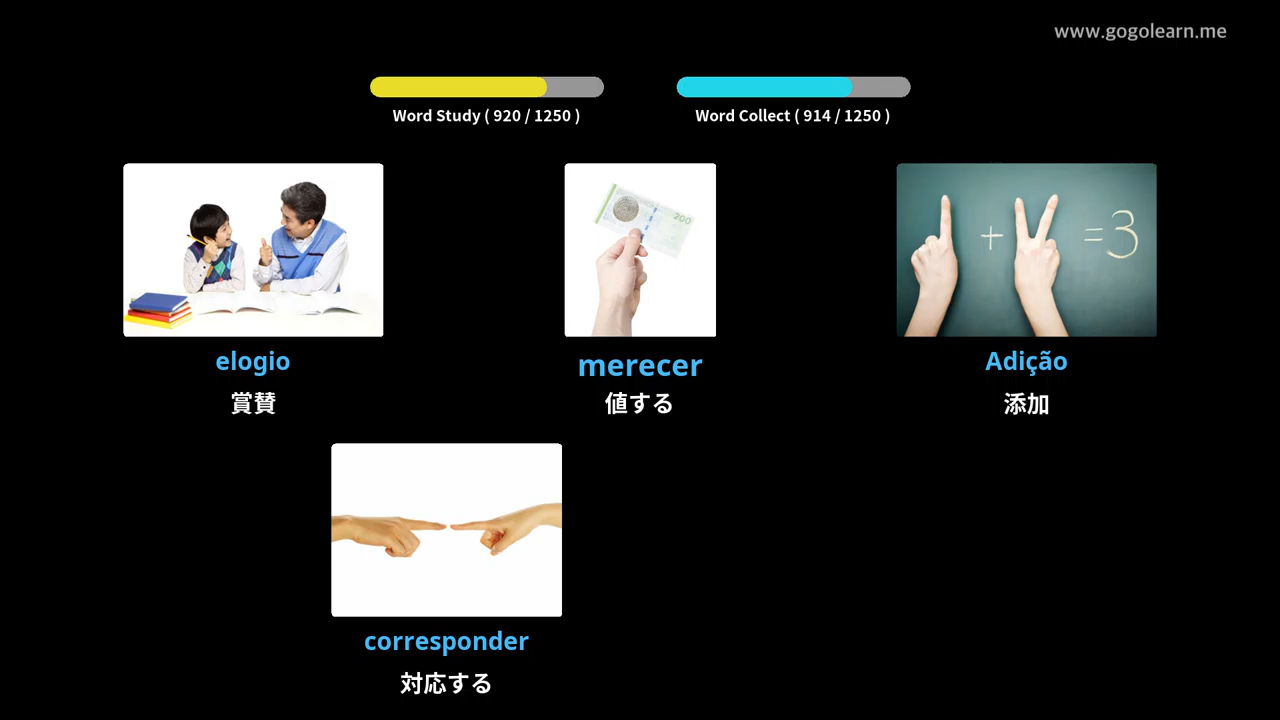 www.gogolearn.me
Word Study ( 920 / 1250 )
Word Collect ( 914 / 1250 )
200
+ =3
elogio
賞賛
merecer
値する
Adição
添加
corresponder
対応する